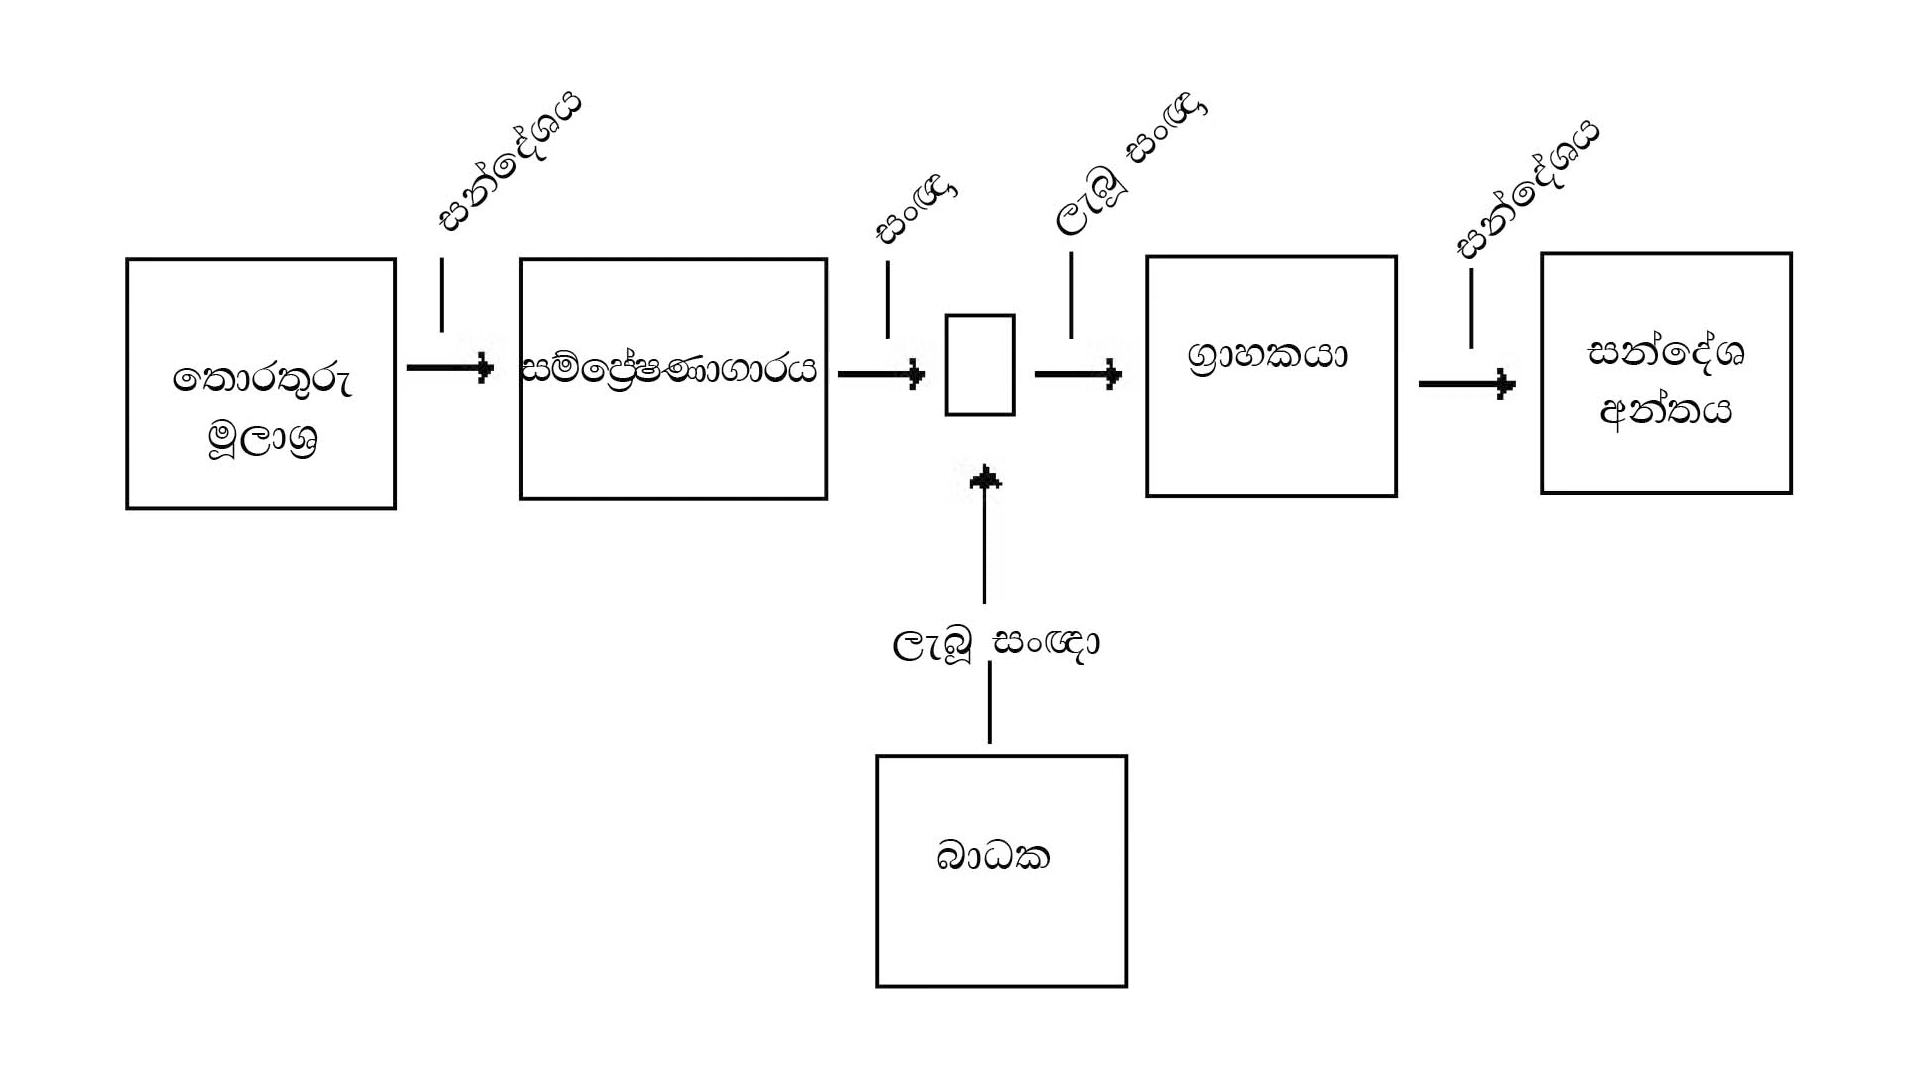 සන්දේශය
සංඥා
ලැබූ සංඥා
සන්දේශය
තොරතුරු
මූලාශ්‍ර
සම්ප්‍රේෂණාගාරය
ග්‍රාහකයා
සන්දේශ
අන්තය
ලැබූ සංඥා
බාධක